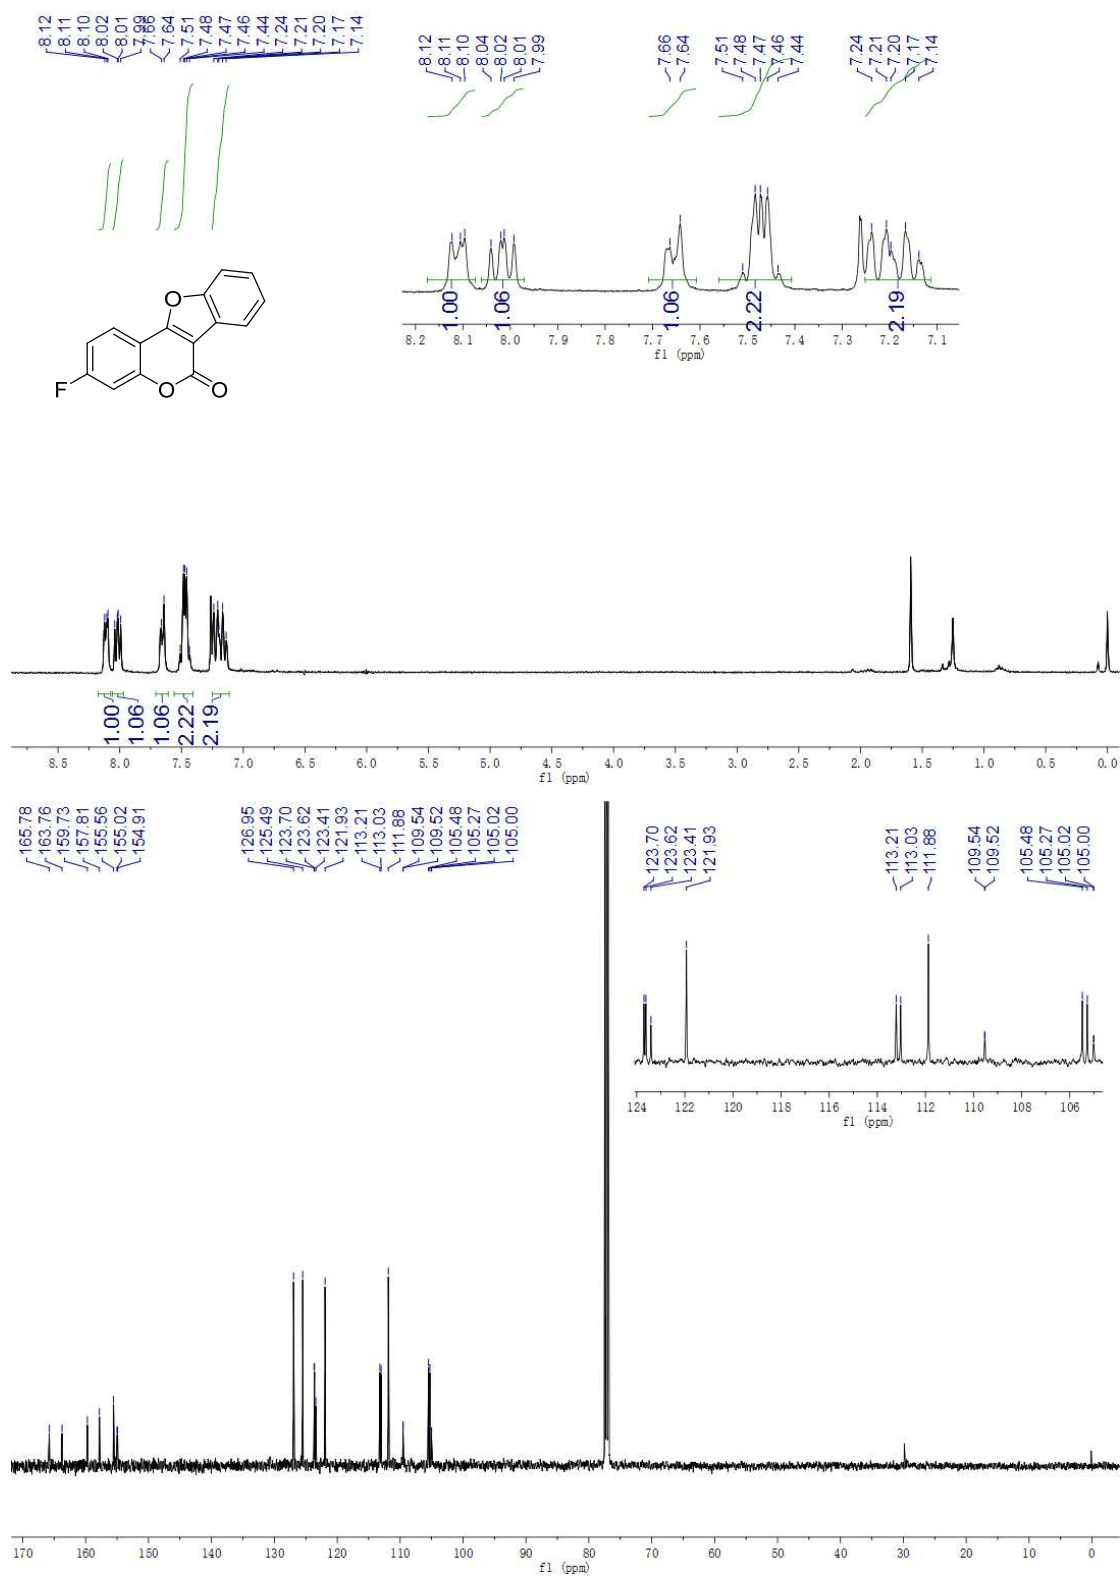 8.12 8.11 8.10 8.02 8.01 7.99 7.66 7.64 7.51 7.48 7.47 7.46 7.44 7.24 7.21 7.20 7.17 7.14
8.12 8.11 8.10 8.04 8.02 8.01 7.99 7.66 7.64 7.51 7.48 7.47 7.46 7.44 7.24 7.21 7.20 7.17 7.14
1.00 1.06 1.06 2.22 2.19
8.2 8.1 8.0 7.9 7.8 7.7 7.6 7.5 7.4 7.3 7.2 7.1
f1 (ppm)
O
F O O
1.00 1.06 1.06 2.22 2.19
8.5 8.0 7.5 7.0 6.5 6.0 5.5 5.0 4.5 4.0 3.5 3.0 2.5 2.0 1.5 1.0 0.5 0.0
f1 (ppm)
165.78 163.76 159.73 157.81 155.56 155.02 154.91 126.95 125.49 123.70 123.62 123.41 121.93 113.21 113.03 111.88 109.54 109.52 105.48 105.27 105.02 105.00
123.70 123.62 123.41 121.93 113.21 113.03 111.88 109.54 109.52 105.48 105.27 105.02 105.00
124 122 120 118 116 114 112 110 108 106
f1 (ppm)
170 160 150 140 130 120 110 100 90 80 70 60 50 40 30 20 10 0
f1 (ppm)